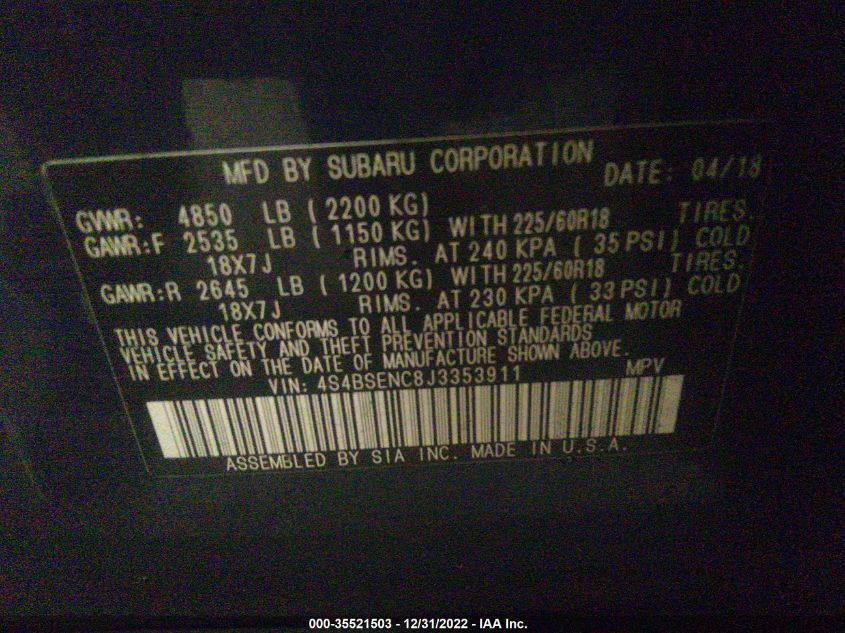 MFD BY SUBARU CORPORATION DATE: 04/18
GVWR: 4850 LB ( 2200 KG)
GAWR:F 2535 LB ( 1150 KG) WITH 225/60R18 TIRES.
18X7J RIMS. AT 240 KPA ( 35 PSI) COLD
GAWR:R 2645 LB ( 1200 KG) WITH 225/60R18 TIRES.
18X7J RIMS. AT 230 KPA ( 33 PSI) COLD
THIS VEHICLE CONFORMS TO ALL APPLICABLE FEDERAL MOTOR
VEHICLE SAFETY AND THEFT PREVENTION STANDARDS
IN EFFECT ON THE DATE OF MANUFACTURE SHOWN ABOVE.
VIN: 4S4BSENC8J3353911 MPV
ASSEMBLED BY SIA INC. MADE IN U.S.A.
000-35521503 - 12/31/2022 - IAA Inc.